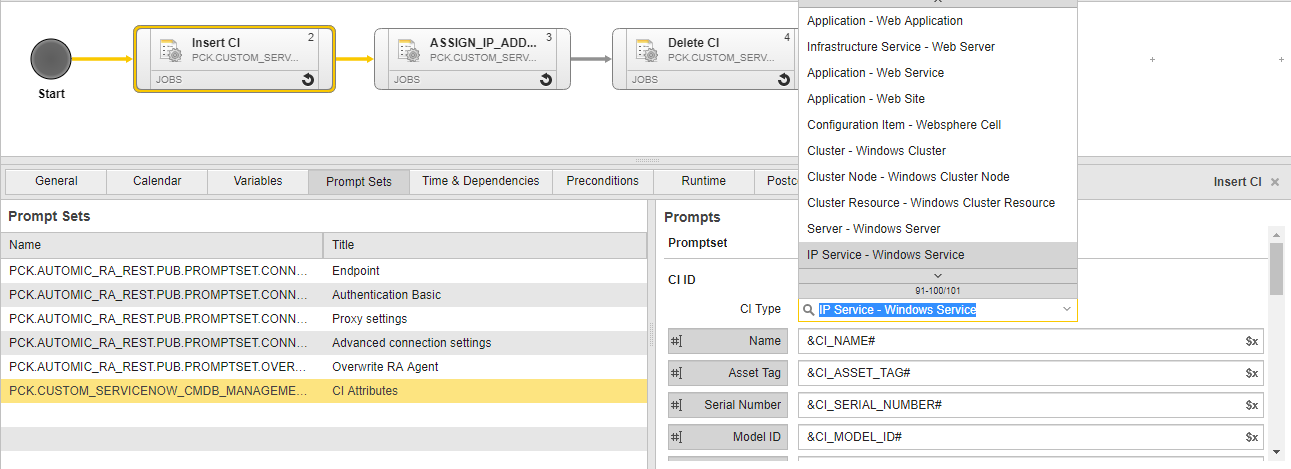 Start
Insert CI 2
PCK.CUSTOM_SERV...
JOBS
ASSIGN_IP_ADD... 3
PCK.CUSTOM_SERV...
JOBS
Delete CI 4
PCK.CUSTOM_SERV...
JOBS
Application - Web Application
Infrastructure Service - Web Server
Application - Web Service
Application - Web Site
Configuration Item - Websphere Cell
Cluster - Windows Cluster
Cluster Node - Windows Cluster Node
Cluster Resource - Windows Cluster Resource
Server - Windows Server
IP Service - Windows Service
91-100/101
General Calendar Variables Prompt Sets Time & Dependencies Preconditions Runtime Postc
Insert CI
Prompt Sets
Name Title
PCK.AUTOMIC_RA_REST.PUB.PROMPTSET.CONN... Endpoint
PCK.AUTOMIC_RA_REST.PUB.PROMPTSET.CONN... Authentication Basic
PCK.AUTOMIC_RA_REST.PUB.PROMPTSET.CONN... Proxy settings
PCK.AUTOMIC_RA_REST.PUB.PROMPTSET.CONN... Advanced connection settings
PCK.AUTOMIC_RA_REST.PUB.PROMPTSET.OVER... Overwrite RA Agent
PCK.CUSTOM_SERVICENOW_CMDB_MANAGEME... CI Attributes
Prompts
Promptset
CI ID
CI Type IP Service - Windows Service
Name &CI_NAME# $x
Asset Tag &CI_ASSET_TAG# $x
Serial Number &CI_SERIAL_NUMBER# $x
Model ID &CI_MODEL_ID# $x